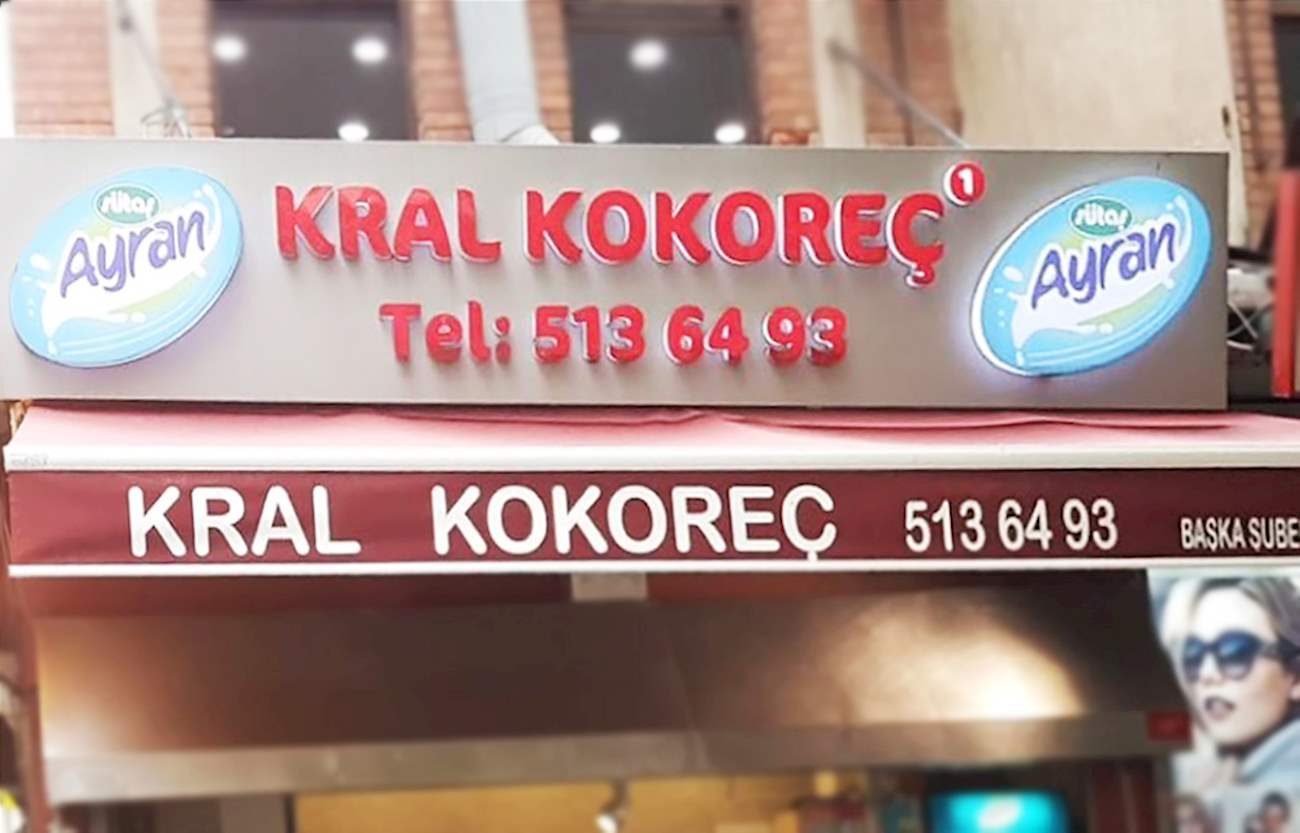 sütaş
Ayran
KRAL KOKOREÇ 1
Tel: 513 64 93
sütaş
Ayran
KRAL KOKOREÇ 513 64 93 BAŞKA ŞUBE